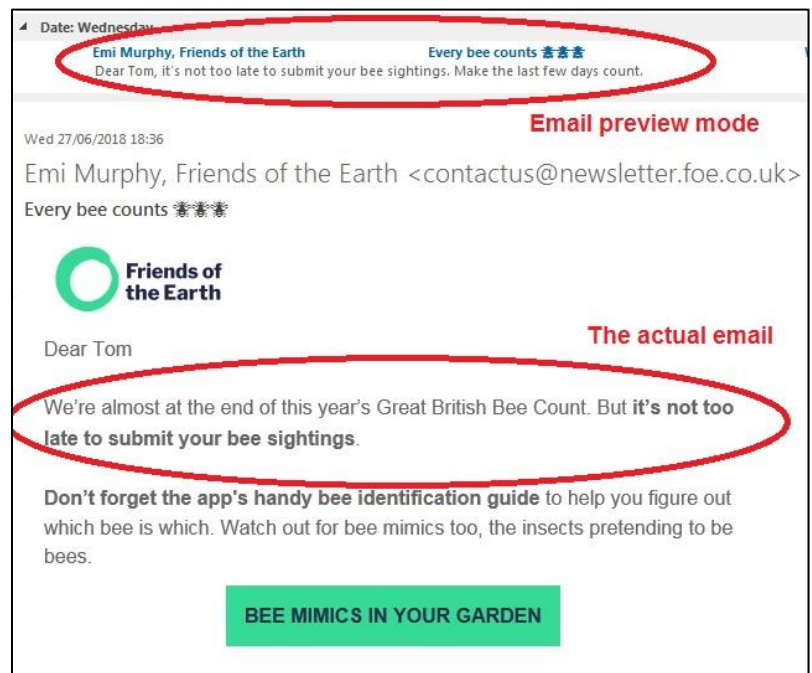 Date: Wednesday
Emi Murphy, Friends of the Earth Every bee counts 🐝🐝🐝
Dear Tom, it's not too late to submit your bee sightings. Make the last few days count.
Email preview mode
Wed 27/06/2018 18:36
Emi Murphy, Friends of the Earth <contactus@newsletter.foe.co.uk>
Every bee counts 🐝🐝🐝
Friends of
the Earth
The actual email
Dear Tom
We're almost at the end of this year's Great British Bee Count. But it's not too
late to submit your bee sightings.
Don't forget the app's handy bee identification guide to help you figure out
which bee is which. Watch out for bee mimics too, the insects pretending to be
bees.
BEE MIMICS IN YOUR GARDEN